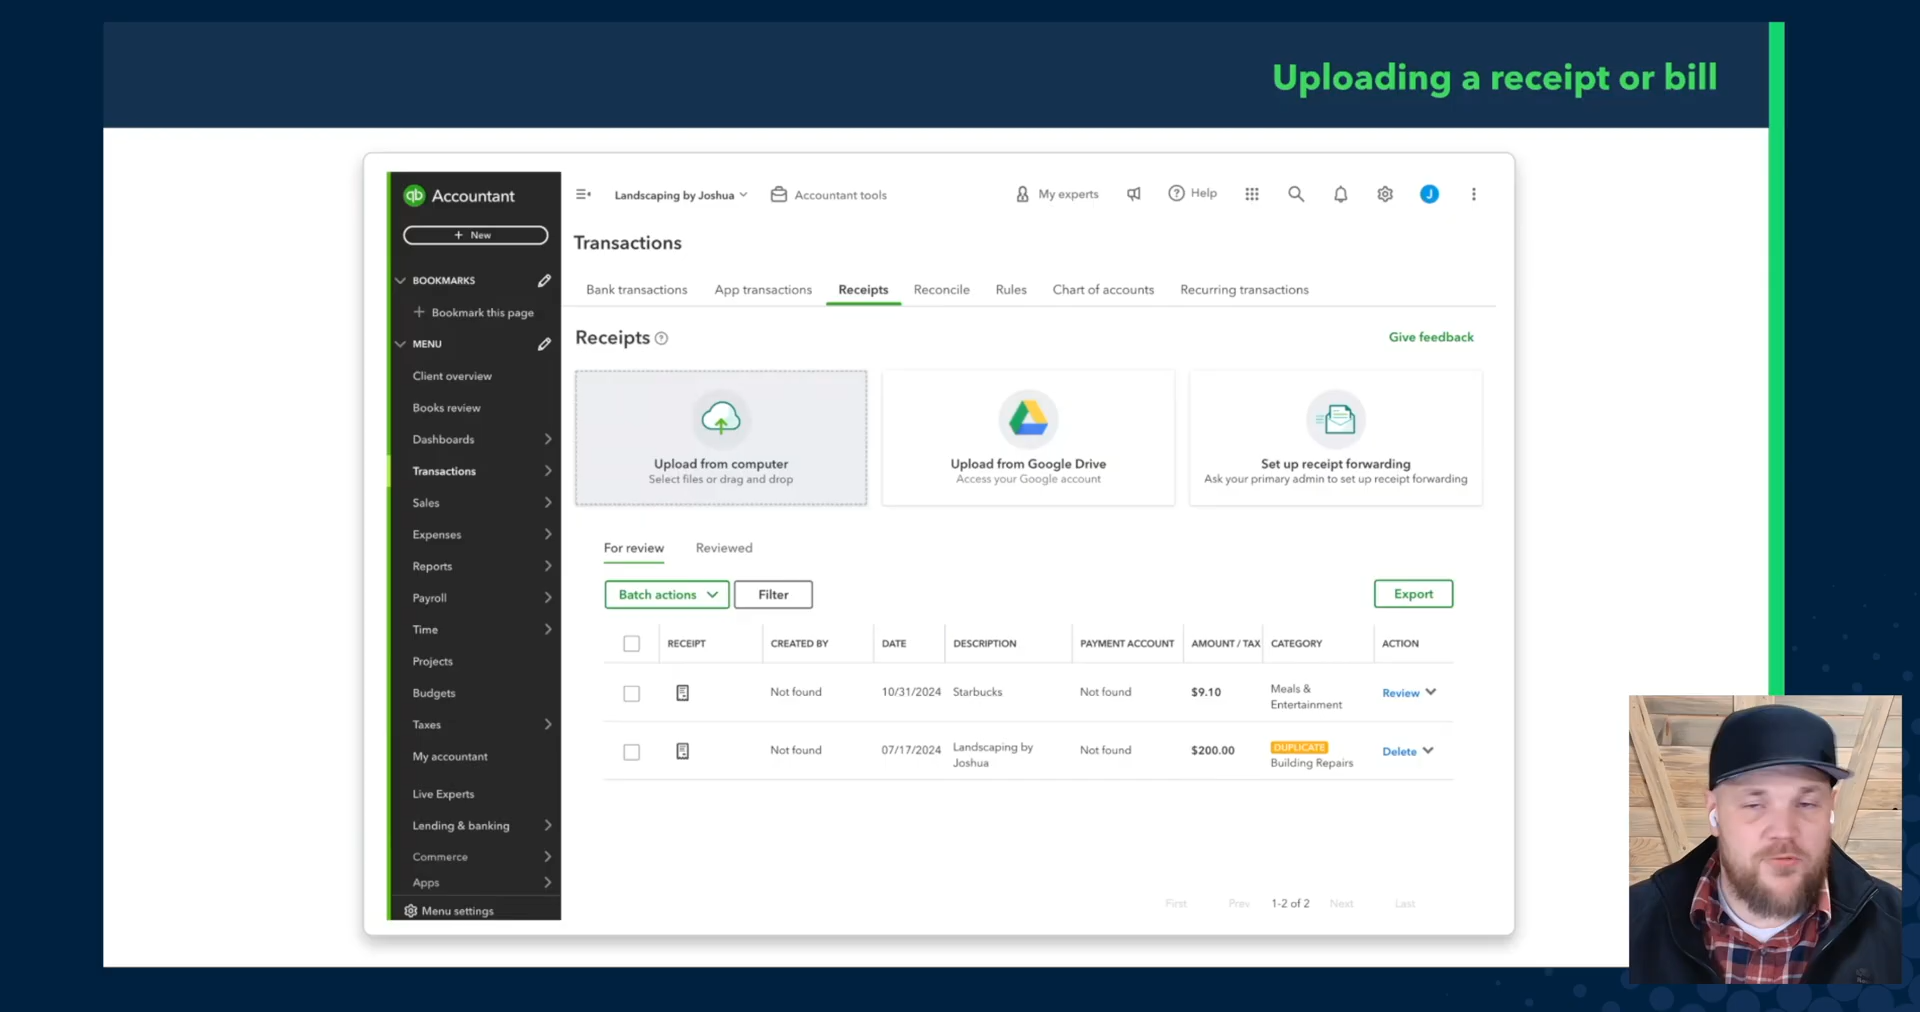 Uploading a receipt or bill
qb Accountant
+ New
BOOKMARKS
+ Bookmark this page
MENU
Client overview
Books review
Dashboards
Transactions
Sales
Expenses
Reports
Payroll
Time
Projects
Budgets
Taxes
My accountant
Live Experts
Lending & banking
Commerce
Apps
Menu settings
Landscaping by Joshua
Accountant tools
My experts
? Help
J
Transactions
Bank transactions
App transactions
Receipts
Reconcile
Rules
Chart of accounts
Recurring transactions
Receipts ?
Give feedback
Upload from computer
Select files or drag and drop
Upload from Google Drive
Access your Google account
Set up receipt forwarding
Ask your primary admin to set up receipt forwarding
For review
Reviewed
Batch actions
Filter
Export
RECEIPT CREATED BY DATE DESCRIPTION PAYMENT ACCOUNT AMOUNT / TAX CATEGORY ACTION
Not found 10/31/2024 Starbucks Not found $9.10 Meals &
Entertainment
Review
Not found 07/17/2024 Landscaping by
Joshua
Not found $200.00 DUPLICATE
Building Repairs
Delete
First Prev 1-2 of 2 Next Last